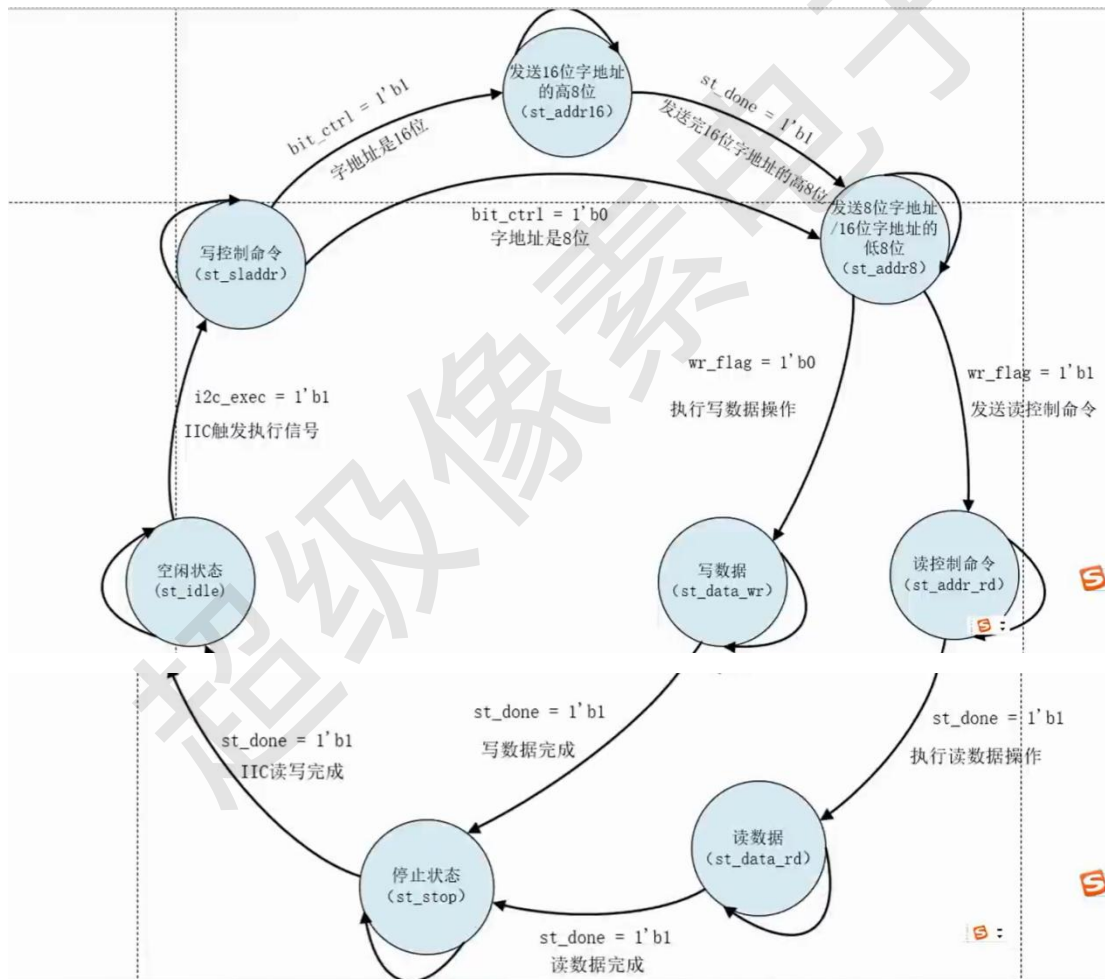 发送16位字地址
的高8位
(st_addr16)
bit_ctrl = 1'b1
字地址是16位
st_done = 1'b1
发送完16位字地址的高8位
bit_ctrl = 1'b0
字地址是8位
写控制命令
(st_sladdr)
发送8位字地址
/16位字地址的
低8位
(st_addr8)
i2c_exec = 1'b1
IIC触发执行信号
wr_flag = 1'b0
执行写数据操作
wr_flag = 1'b1
发送读控制命令
空闲状态
(st_idle)
写数据
(st_data_wr)
读控制命令
(st_addr_rd)
st_done = 1'b1
IIC读写完成
st_done = 1'b1
写数据完成
st_done = 1'b1
执行读数据操作
停止状态
(st_stop)
读数据
(st_data_rd)
st_done = 1'b1
读数据完成
超级像素电子